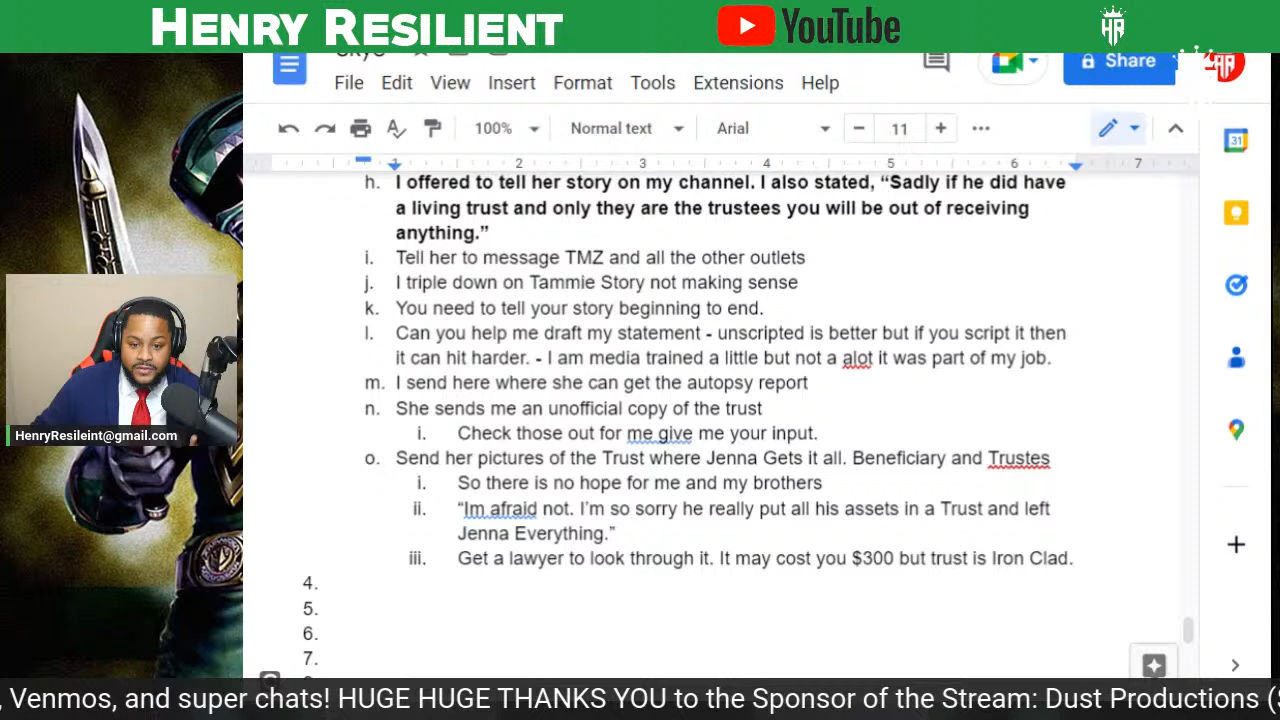 HENRY RESILIENT
YouTube
HR
File Edit View Insert Format Tools Extensions Help
Share
100% Normal text Arial 11
1 2 3 4 5 6 7
31
h. I offered to tell her story on my channel. I also stated, “Sadly if he did have
a living trust and only they are the trustees you will be out of receiving
anything.”
i. Tell her to message TMZ and all the other outlets
j. I triple down on Tammie Story not making sense
k. You need to tell your story beginning to end.
l. Can you help me draft my statement - unscripted is better but if you script it then
it can hit harder. - I am media trained a little but not a alot it was part of my job.
m. I send here where she can get the autopsy report
n. She sends me an unofficial copy of the trust
i. Check those out for me give me your input.
o. Send her pictures of the Trust where Jenna Gets it all. Beneficiary and Trustes
i. So there is no hope for me and my brothers
ii. “Im afraid not. I’m so sorry he really put all his assets in a Trust and left
Jenna Everything.”
iii. Get a lawyer to look through it. It may cost you $300 but trust is Iron Clad.
4.
5.
6.
7.
HenryResileint@gmail.com
, Venmos, and super chats! HUGE HUGE THANKS YOU to the Sponsor of the Stream: Dust Productions (